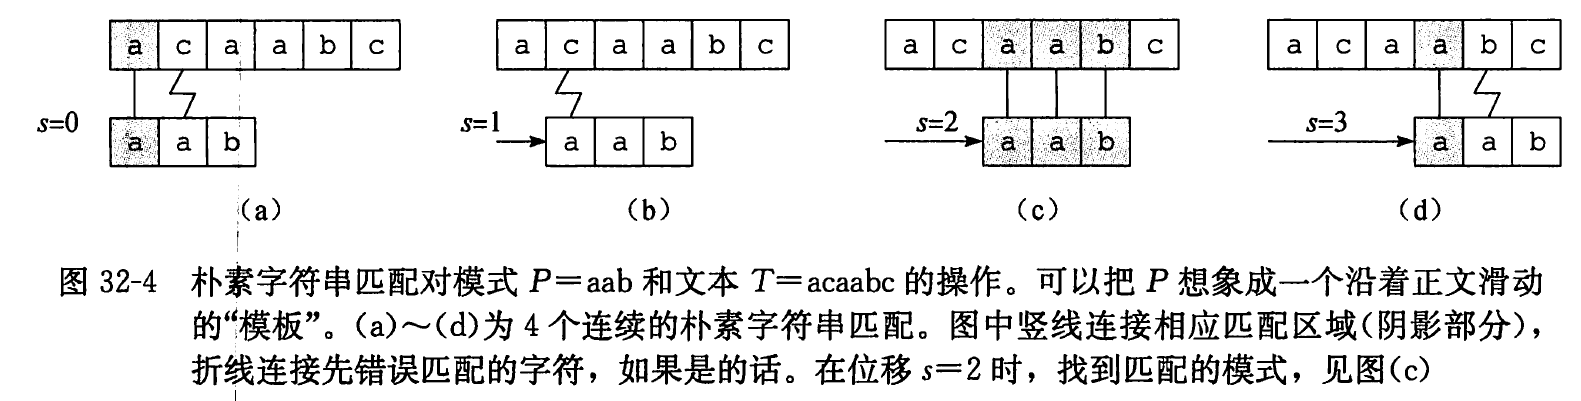 a c a a b c a c a a b c a c a a b c a c a a b c
s=0 a a b s=1 a a b s=2 a a b s=3 a a b
(a) (b) (c) (d)
图 32-4 朴素字符串匹配对模式 P=aab 和文本 T=acaabc 的操作。可以把 P 想象成一个沿着正文滑动
的“模板”。(a)～(d)为 4 个连续的朴素字符串匹配。图中竖线连接相应匹配区域(阴影部分),
折线连接先错误匹配的字符，如果是的话。在位移 s=2 时，找到匹配的模式，见图(c)